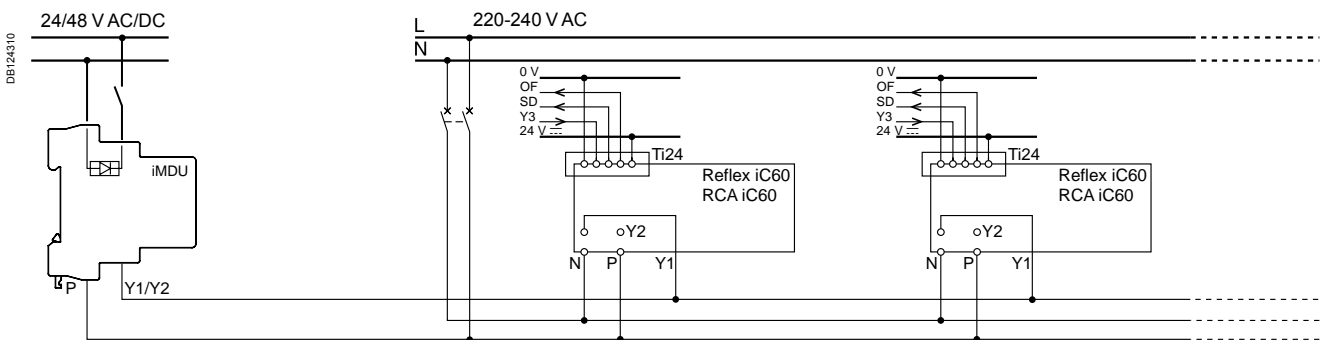 24/48 V AC/DC
L 220-240 V AC
N
DB124310
iMDU
P Y1/Y2
0 V
OF
SD
Y3
24 V
Ti24
Reflex iC60
RCA iC60
Y2
N P Y1
0 V
OF
SD
Y3
24 V
Ti24
Reflex iC60
RCA iC60
Y2
N P Y1